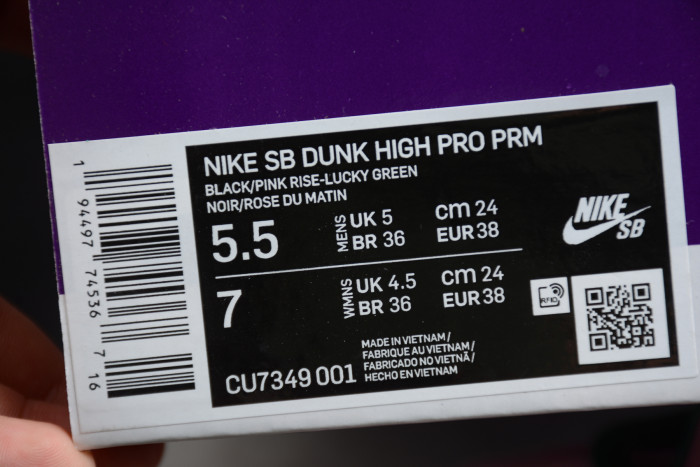 NIKE SB DUNK HIGH PRO PRM
BLACK/PINK RISE-LUCKY GREEN
NOIR/ROSE DU MATIN
5.5 MENS UK 5 cm 24
BR 36 EUR 38
7 WMNS UK 4.5 cm 24
BR 36 EUR 38
NIKE
SB
RFID
MADE IN VIETNAM/
FABRIQUE AU VIETNAM/
FABRICADO NO VIETNÃ/
HECHO EN VIETNAM
CU7349 001
1 94497 74536 716